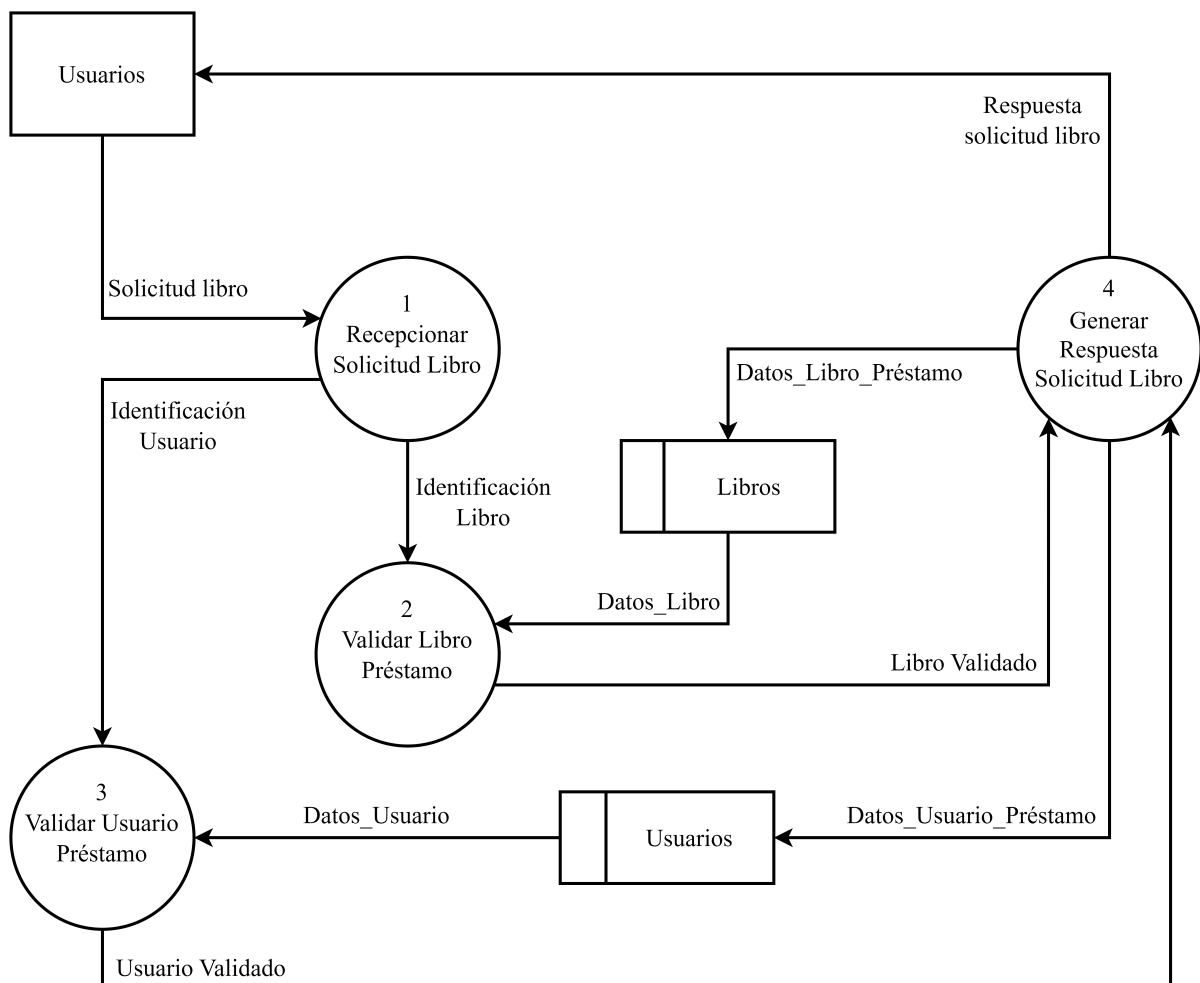 Usuarios
Respuesta
solicitud libro
Solicitud libro
1
Recepcionar
Solicitud Libro
4
Generar
Respuesta
Solicitud Libro
Datos_Libro_Préstamo
Identificación
Usuario
Identificación
Libro
Libros
Datos_Libro
2
Validar Libro
Préstamo
Libro Validado
3
Validar Usuario
Préstamo
Datos_Usuario
Usuarios
Datos_Usuario_Préstamo
Usuario Validado